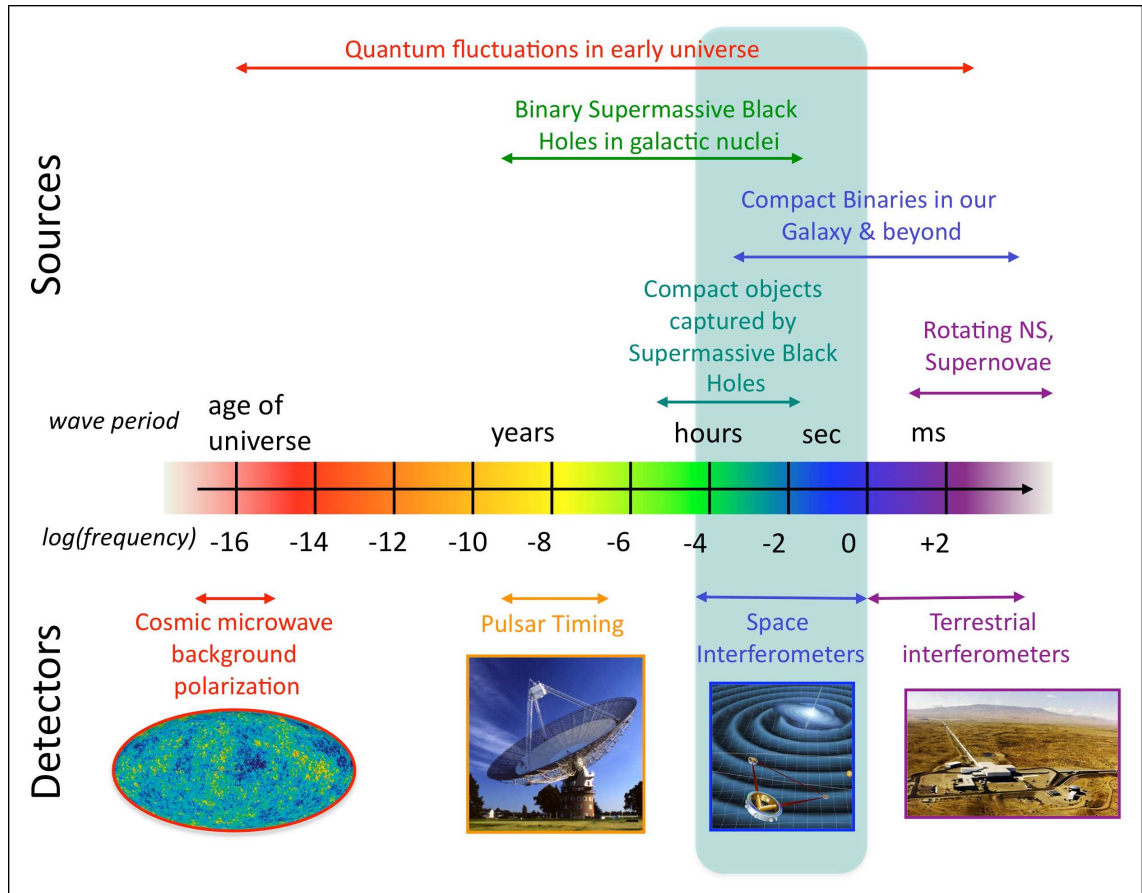 Sources
Quantum fluctuations in early universe
Binary Supermassive Black
Holes in galactic nuclei
Compact Binaries in our
Galaxy & beyond
Compact objects
captured by
Supermassive Black
Holes
Rotating NS,
Supernovae
wave period
age of
universe
years
hours
sec
ms
log(frequency)
-16
-14
-12
-10
-8
-6
-4
-2
0
+2
Detectors
Cosmic microwave
background
polarization
Pulsar Timing
Space
Interferometers
Terrestrial
interferometers